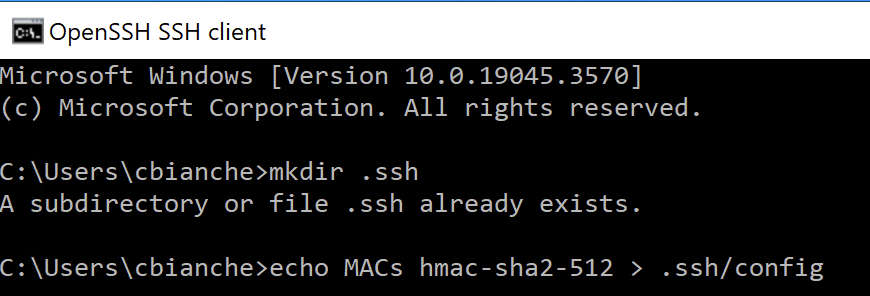 C:\. OpenSSH SSH client
Microsoft Windows [Version 10.0.19045.3570]
(c) Microsoft Corporation. All rights reserved.
C:\Users\cbianche>mkdir .ssh
A subdirectory or file .ssh already exists.
C:\Users\cbianche>echo MACs hmac-sha2-512 > .ssh/config